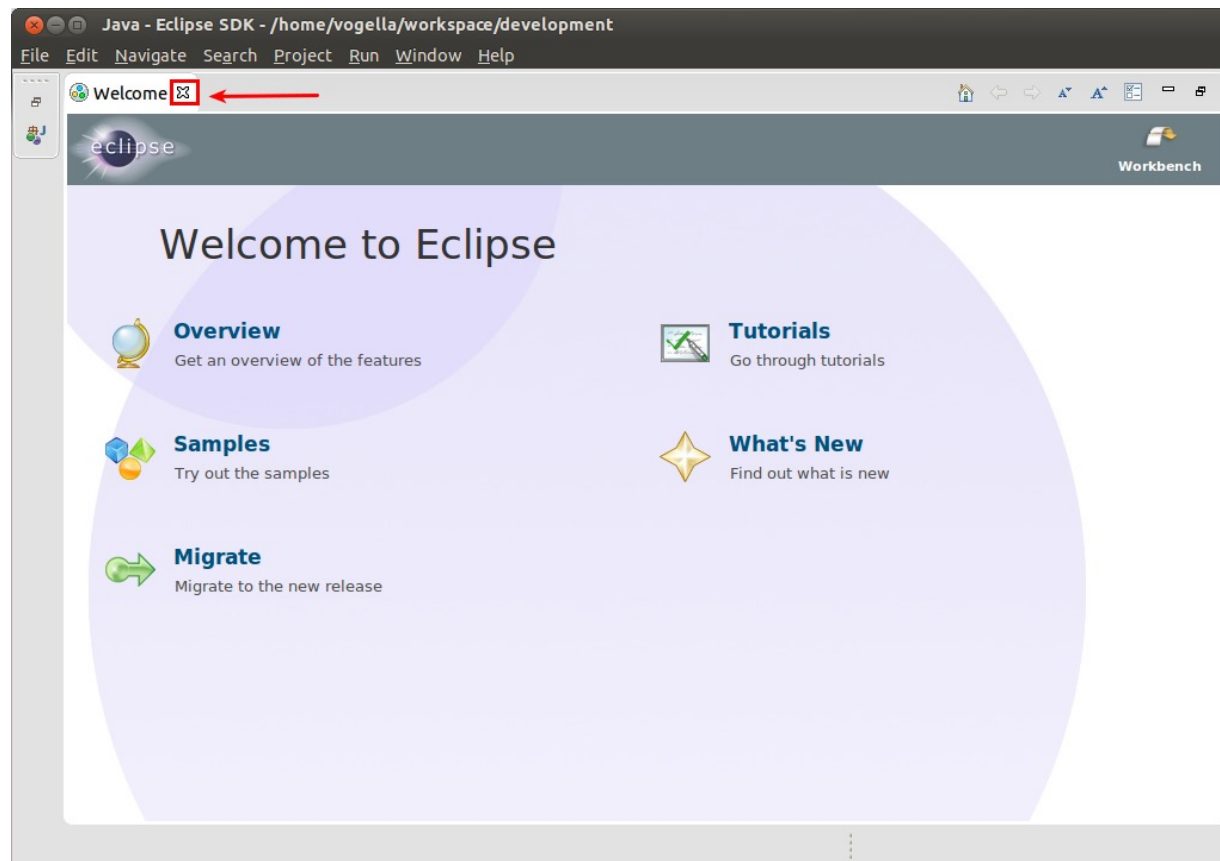 Java - Eclipse SDK - /home/vogella/workspace/development
File Edit Navigate Search Project Run Window Help
Welcome
eclipse
Workbench
Welcome to Eclipse
Overview
Get an overview of the features
Tutorials
Go through tutorials
Samples
Try out the samples
What's New
Find out what is new
Migrate
Migrate to the new release